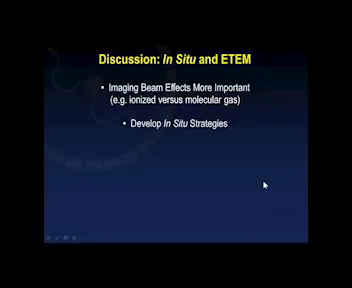 Discussion: In Situ and ETEM
• Imaging Beam Effects More Important
(e.g. ionized versus molecular gas)
• Develop In Situ Strategies